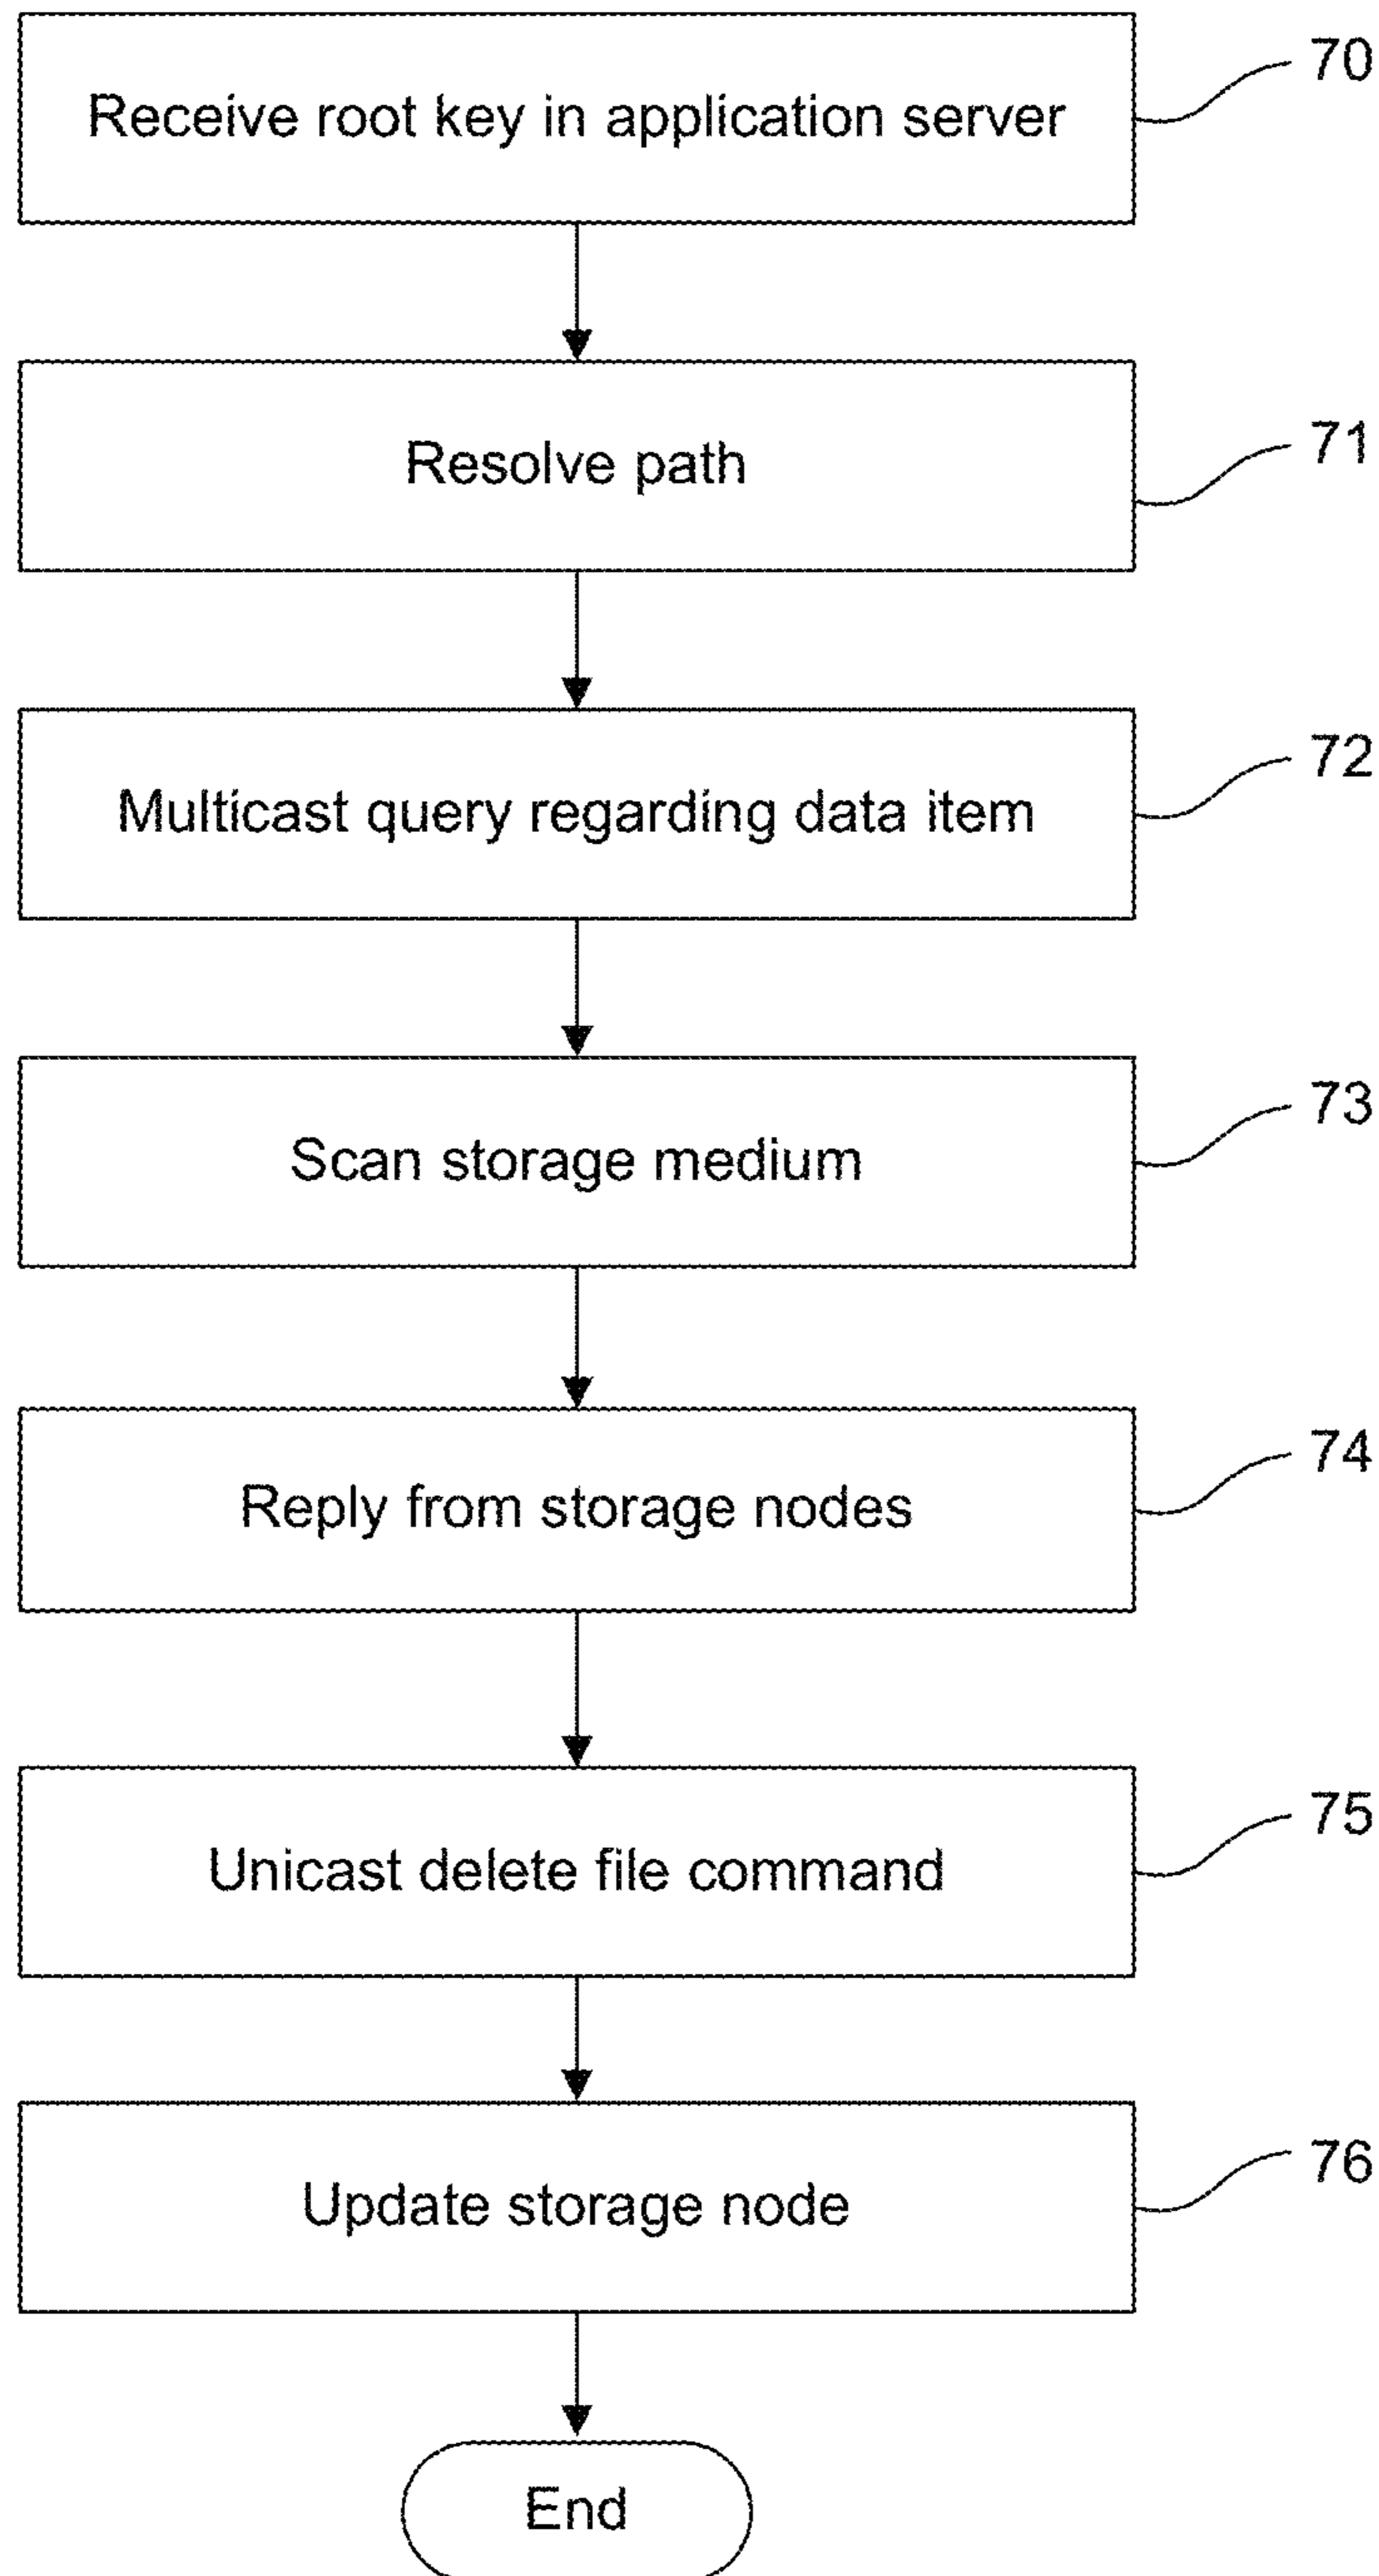 Receive root key in application server
70
Resolve path
71
Multicast query regarding data item
72
Scan storage medium
73
Reply from storage nodes
74
Unicast delete file command
75
Update storage node
76
End